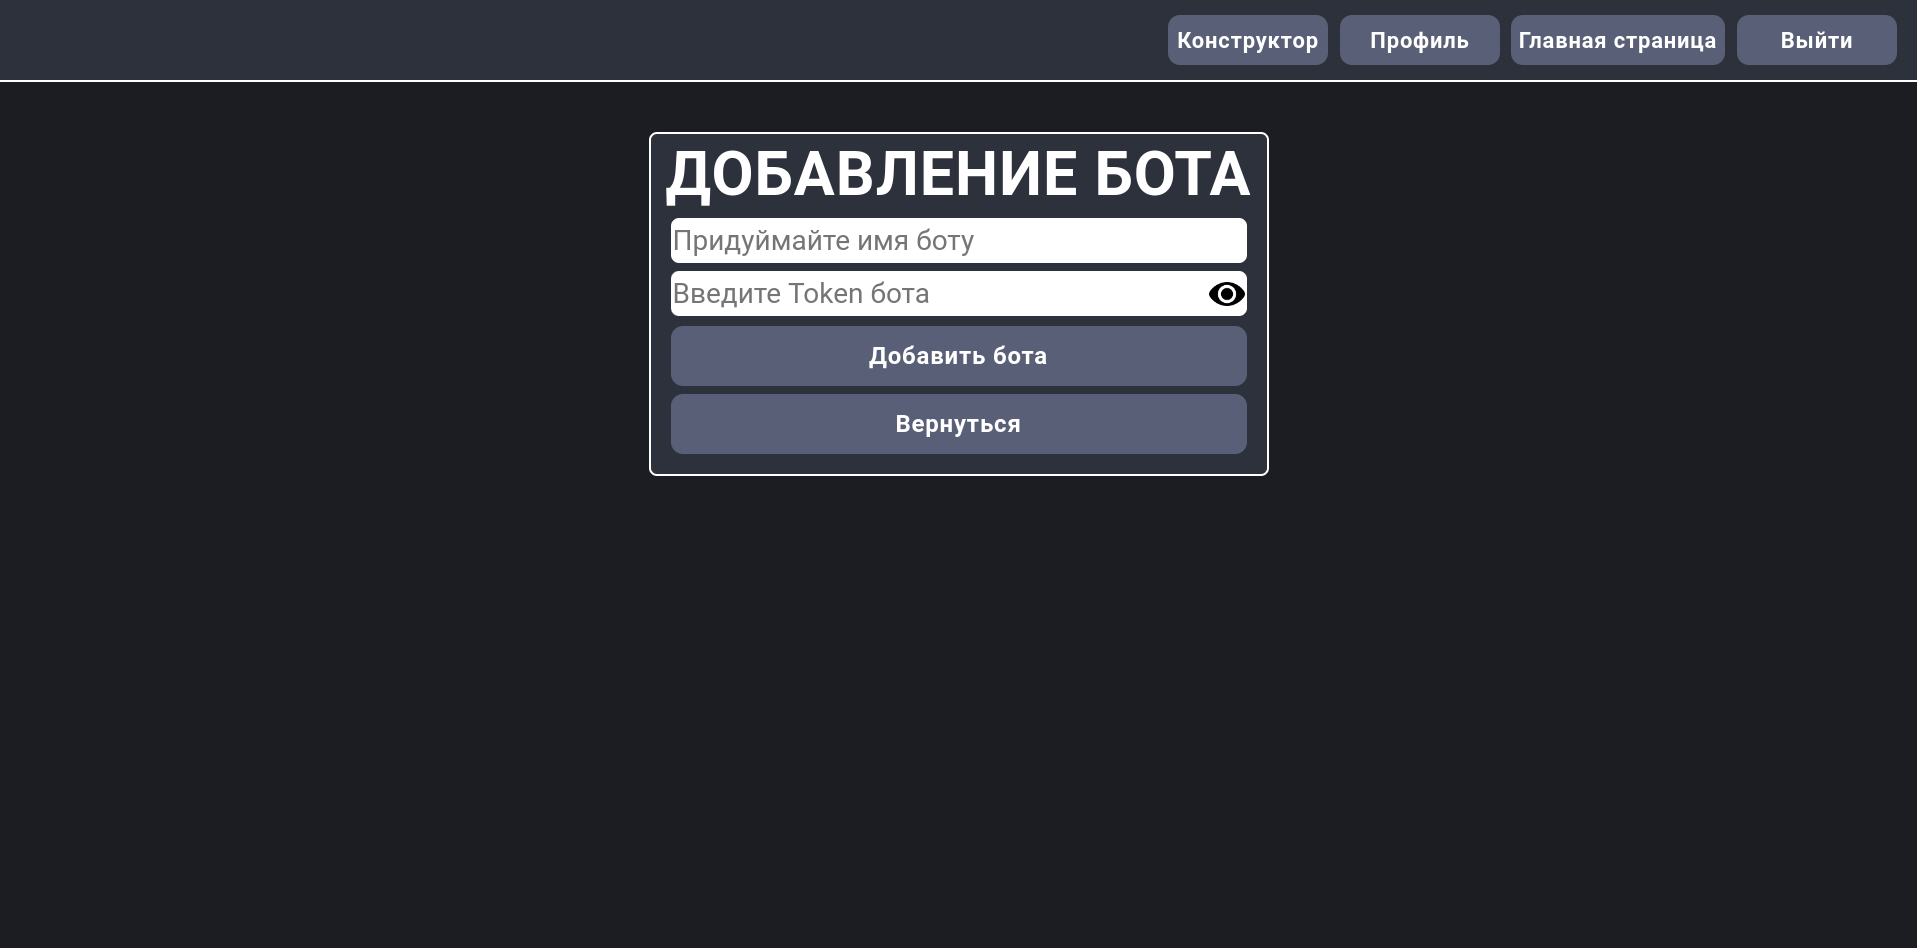 Конструктор Профиль Главная страница Выйти
ДОБАВЛЕНИЕ БОТА
Придуймайте имя боту
Введите Token бота
Добавить бота
Вернуться